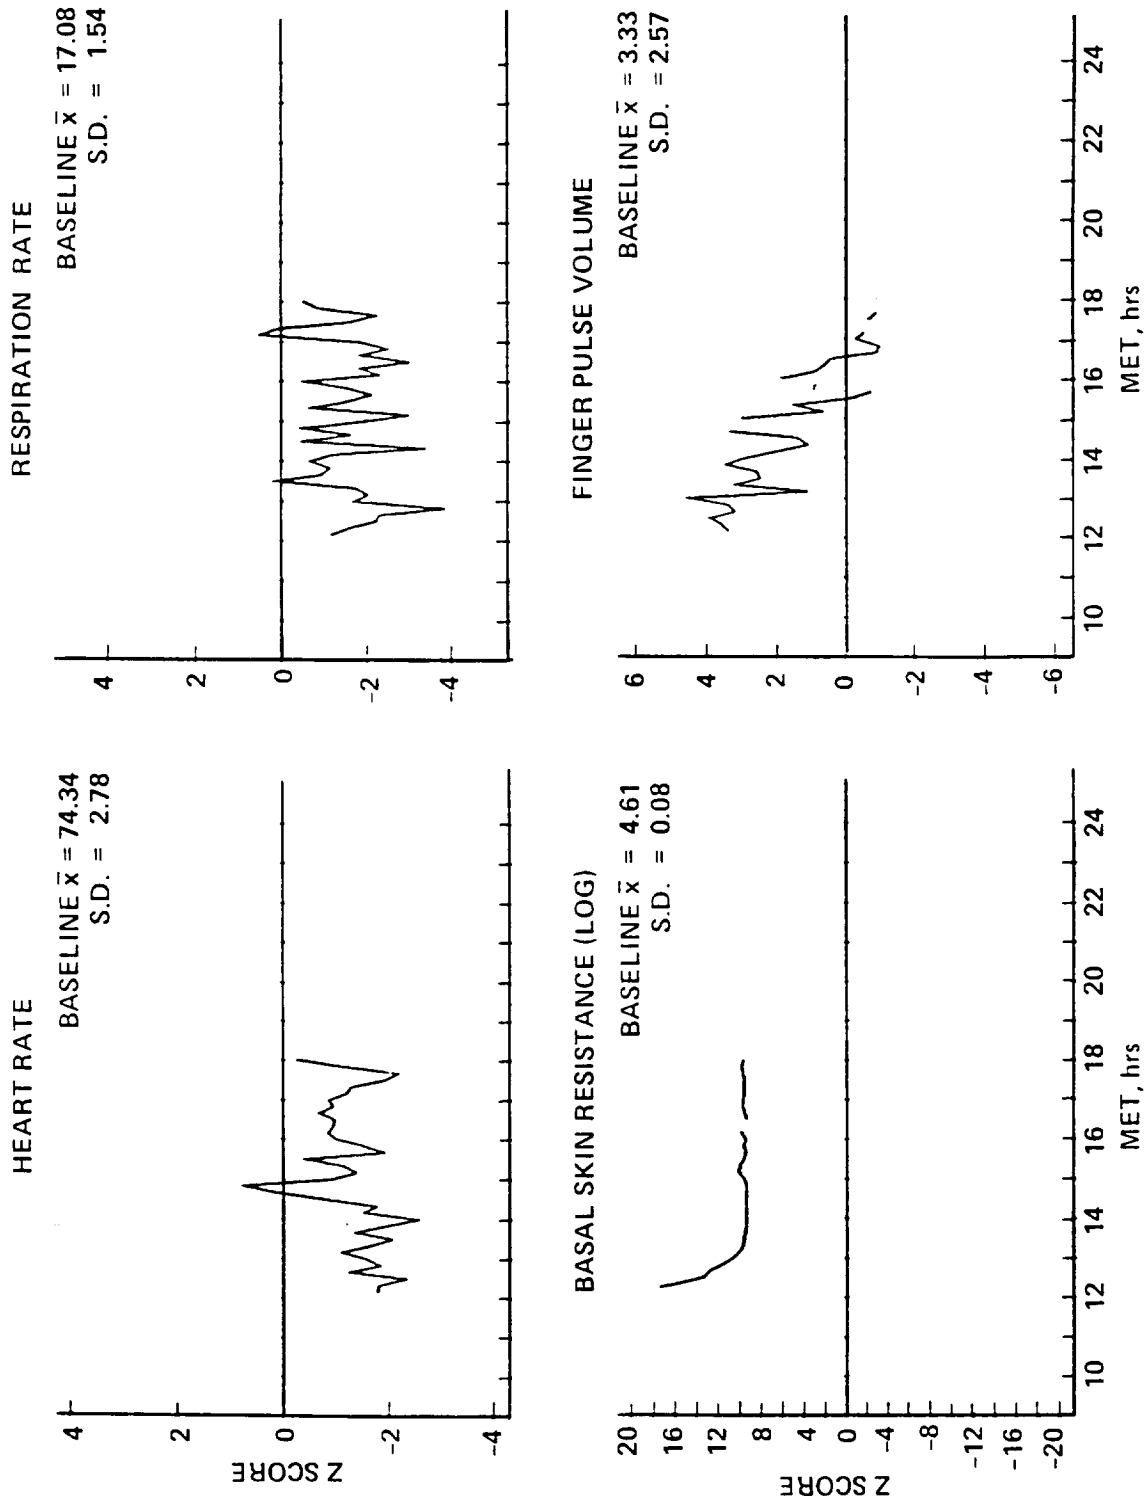 HEART RATE
BASELINE x̄ = 74.34
S.D. = 2.78
Z SCORE
4
2
0
-2
-4
RESPIRATION RATE
BASELINE x̄ = 17.08
S.D. = 1.54
4
2
0
-2
-4
BASAL SKIN RESISTANCE (LOG)
BASELINE x̄ = 4.61
S.D. = 0.08
Z SCORE
20
16
12
8
4
0
-4
-8
-12
-16
-20
10 12 14 16 18 20 22 24
MET, hrs
FINGER PULSE VOLUME
BASELINE x̄ = 3.33
S.D. = 2.57
6
4
2
0
-2
-4
-6
10 12 14 16 18 20 22 24
MET, hrs